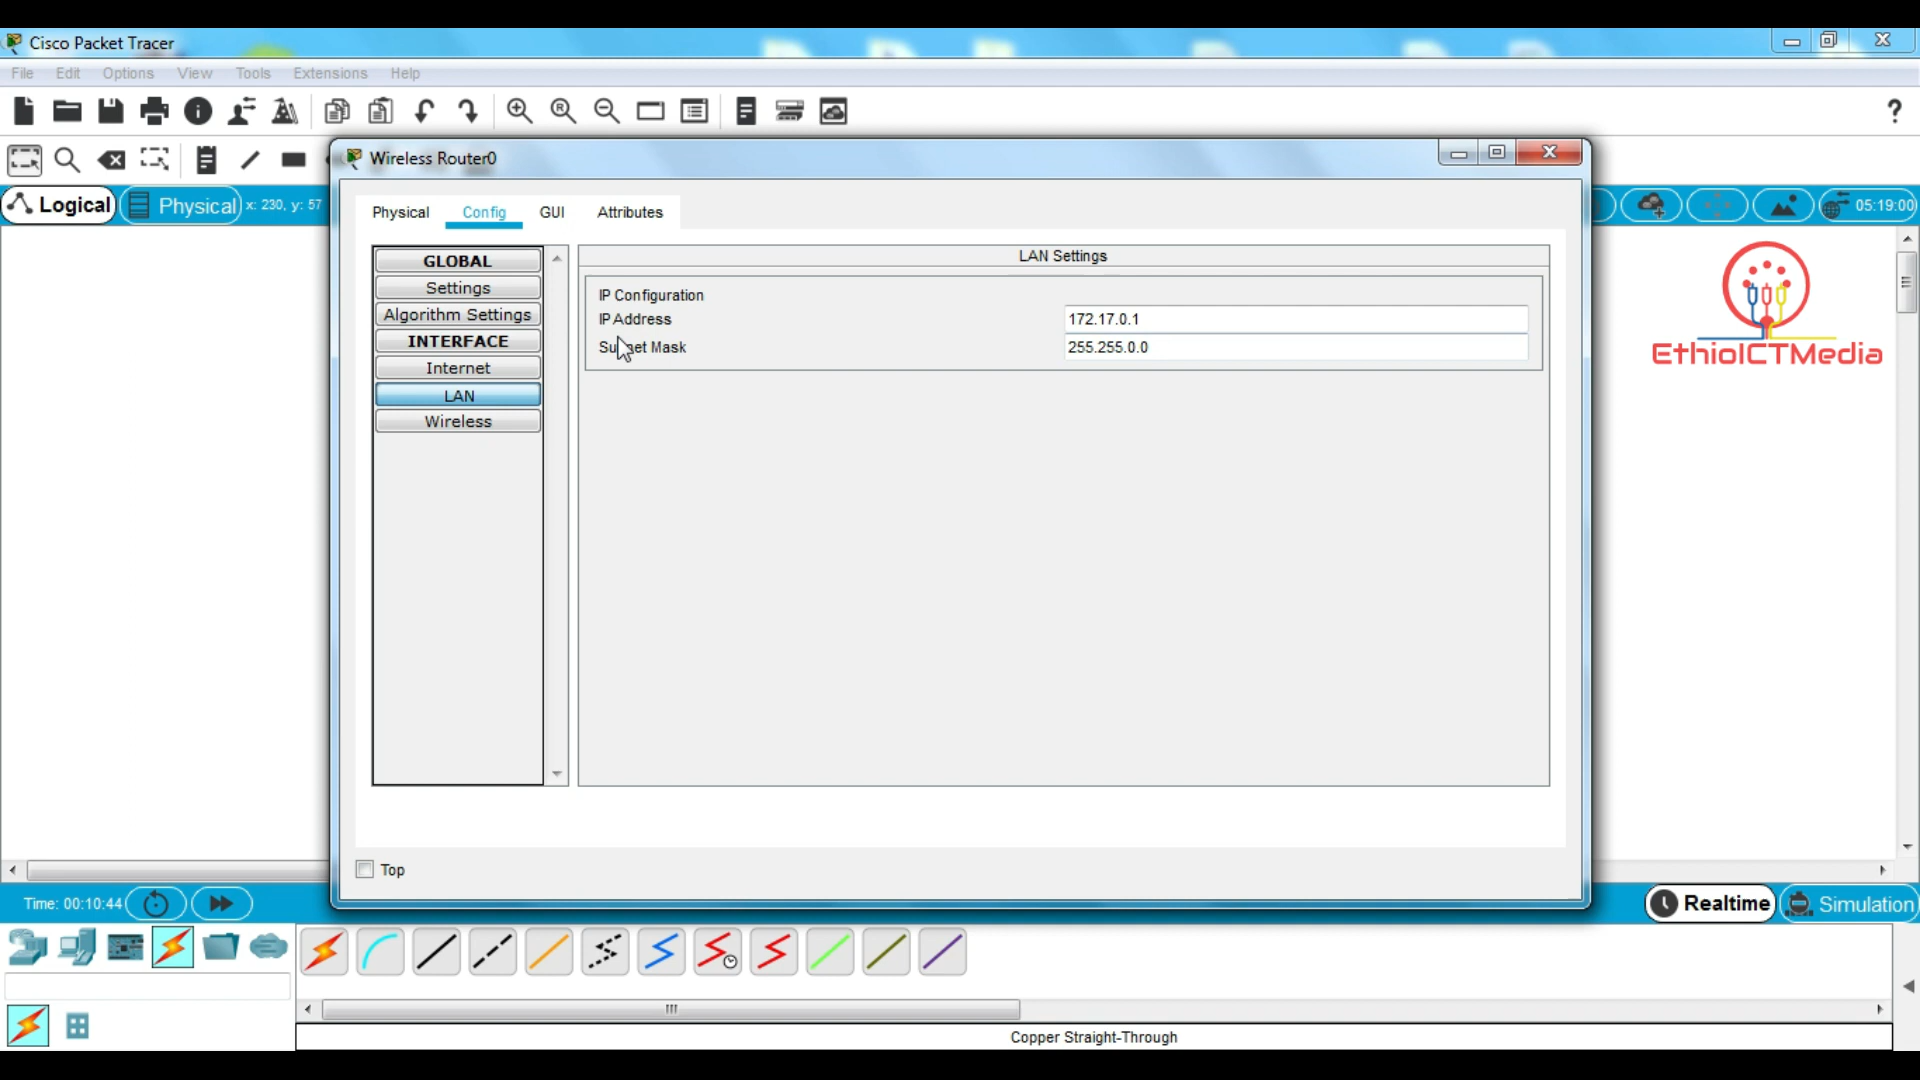 Cisco Packet Tracer
File Edit Options View Tools Extensions Help
Wireless Router0
Logical Physical x: 230, y: 57 05:19:00
Physical Config GUI Attributes
GLOBAL
Settings
Algorithm Settings
INTERFACE
Internet
LAN
Wireless
LAN Settings
IP Configuration
IP Address 172.17.0.1
Mask 255.255.0.0
EthioICTMedia
Top
Time: 00:10:44 Realtime Simulation
Copper Straight-Through